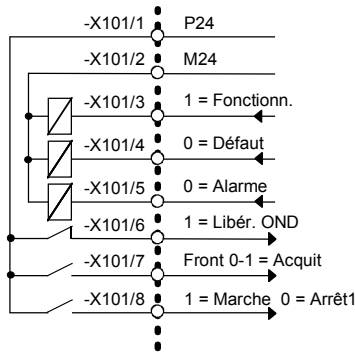 -X101/1 P24
-X101/2 M24
-X101/3 1 = Fonctionn.
-X101/4 0 = Défaut
-X101/5 0 = Alarme
-X101/6 1 = Libér. OND
-X101/7 Front 0-1 = Acquit
-X101/8 1 = Marche 0 = Arrêt1